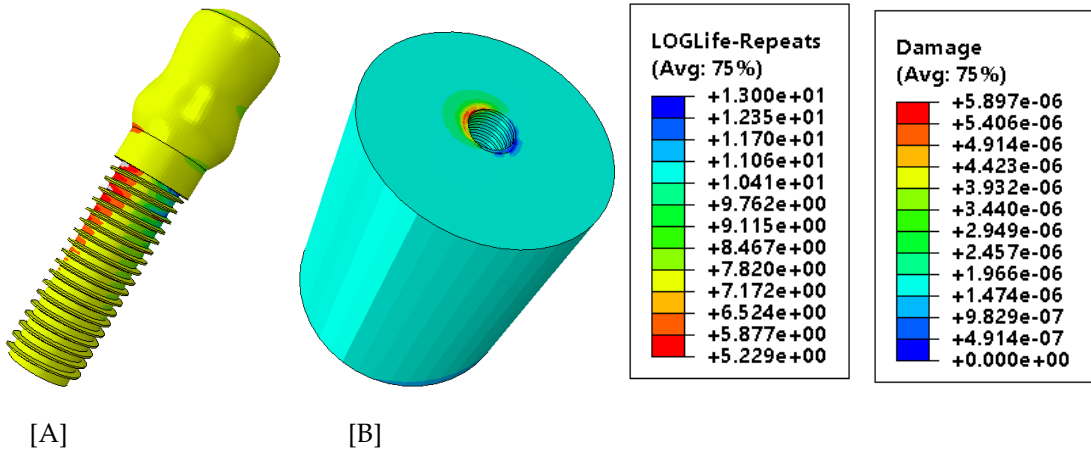 LOGLife-Repeats
(Avg: 75%)
+1.300e+01
+1.235e+01
+1.170e+01
+1.106e+01
+1.041e+01
+9.762e+00
+9.115e+00
+8.467e+00
+7.820e+00
+7.172e+00
+6.524e+00
+5.877e+00
+5.229e+00
Damage
(Avg: 75%)
+5.897e-06
+5.406e-06
+4.914e-06
+4.423e-06
+3.932e-06
+3.440e-06
+2.949e-06
+2.457e-06
+1.966e-06
+1.474e-06
+9.829e-07
+4.914e-07
+0.000e+00
[A]
[B]